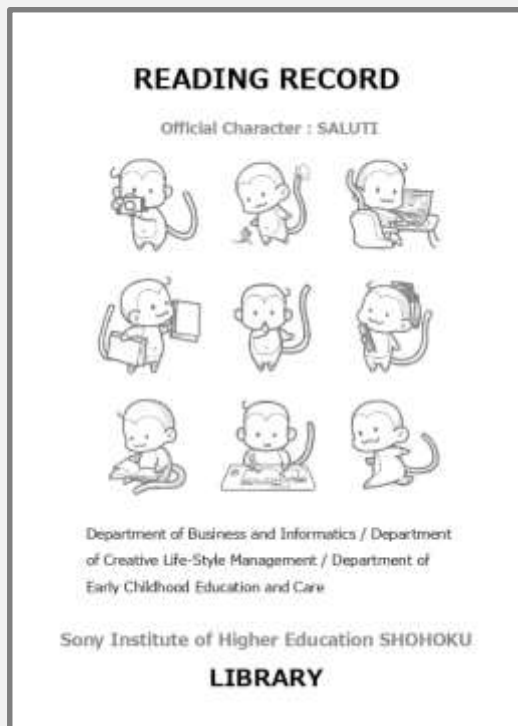 READING RECORD
Official Character : SALUTI
Department of Business and Informatics / Department
of Creative Life-Style Management / Department of
Early Childhood Education and Care
Sony Institute of Higher Education SHOHOKU
LIBRARY